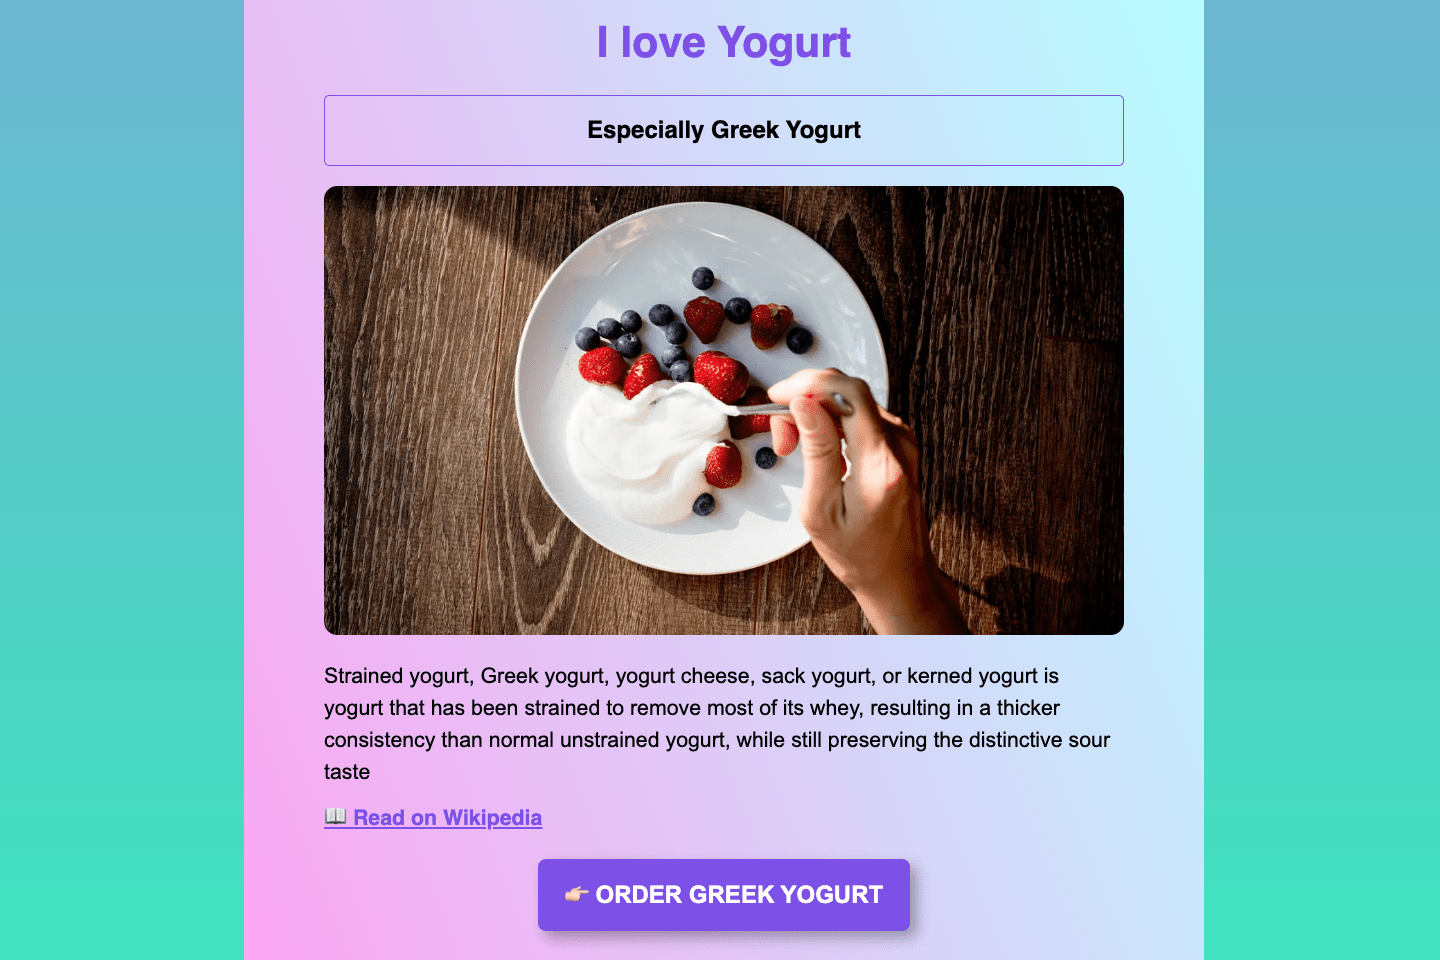 I love Yogurt
Especially Greek Yogurt
Strained yogurt, Greek yogurt, yogurt cheese, sack yogurt, or kerned yogurt is
yogurt that has been strained to remove most of its whey, resulting in a thicker
consistency than normal unstrained yogurt, while still preserving the distinctive sour
taste
📖 Read on Wikipedia
👉🏻 ORDER GREEK YOGURT